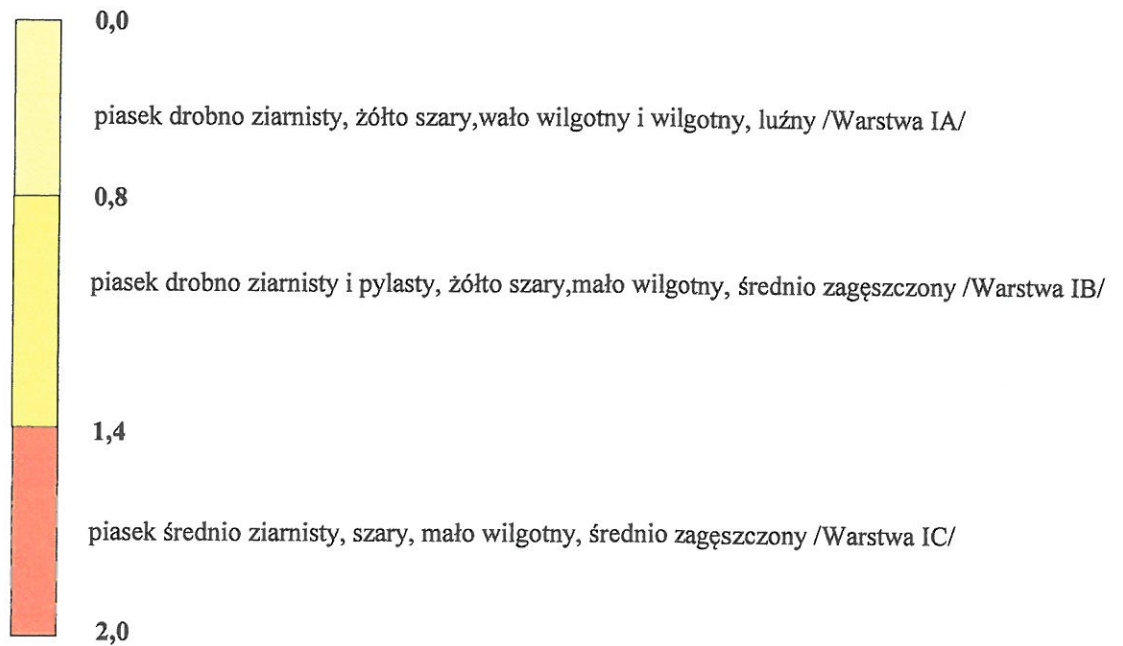 0,0
piasek drobno ziarnisty, żółto szary,wało wilgotny i wilgotny, luźny /Warstwa IA/
0,8
piasek drobno ziarnisty i pylasty, żółto szary,mało wilgotny, średnio zagęszczony /Warstwa IB/
1,4
piasek średnio ziarnisty, szary, mało wilgotny, średnio zagęszczony /Warstwa IC/
2,0